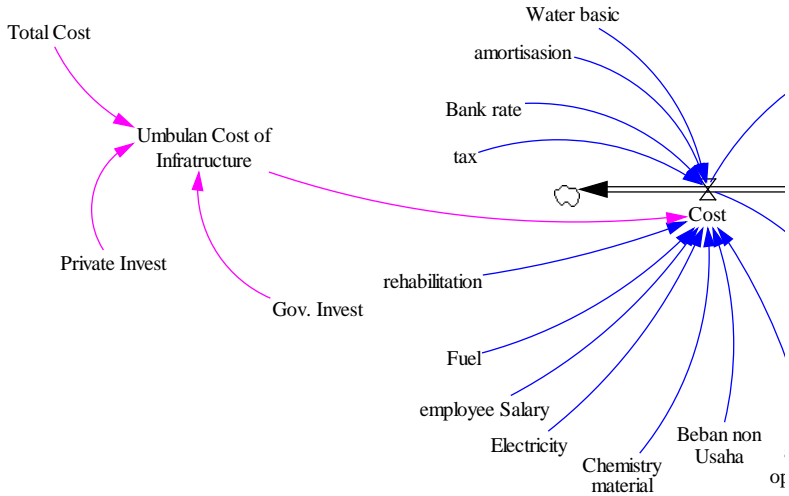 Water basic
Total Cost
amortisasion
Bank rate
Umbulan Cost of
Infratructure
tax
Cost
Private Invest
rehabilitation
Gov. Invest
Fuel
employee Salary
Electricity
Beban non
Usaha
Chemistry
material